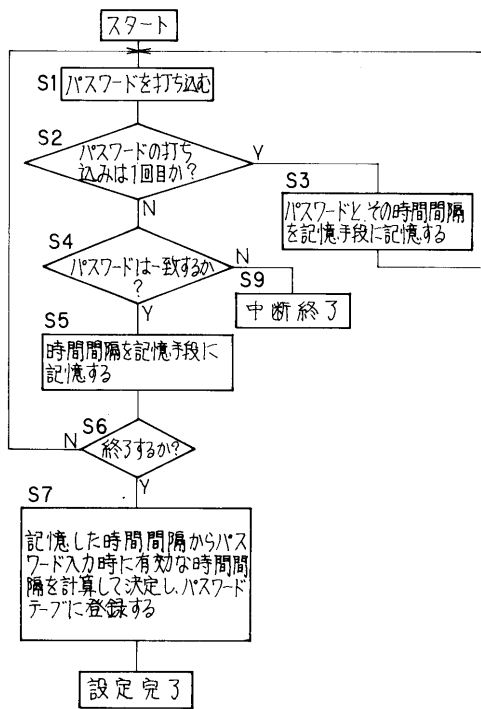 スタート
S1
パスワードを打ち込む
S2
パスワードの打ち
込みは1回目か?
Y
N
S3
パスワードと、その時間間隔
を記憶手段に記憶する
S4
パスワードは一致するか
?
N
Y
S9
中断終了
S5
時間間隔を記憶手段に
記憶する
S6
終了するか?
N
Y
S7
記憶した時間間隔からパス
ワード入力時に有効な時間間
隔を計算して決定し、パスワード
テーブに登録する
設定完了